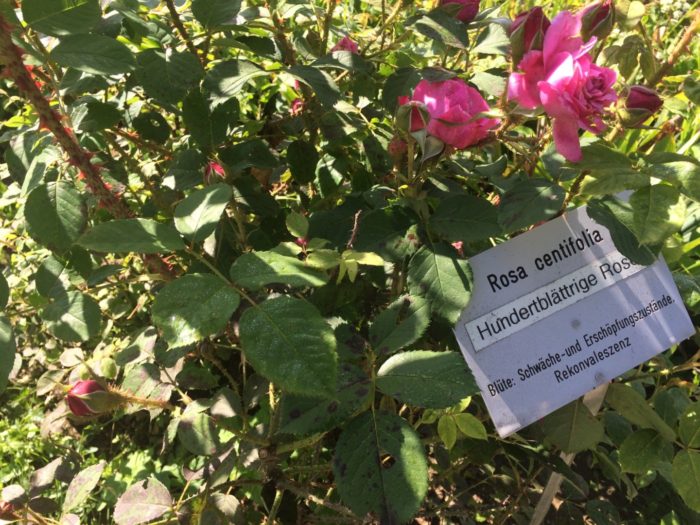 Rosa centifolia
Hundertblättrige Rose
Blüte: Schwäche-und Erschöpfungszustände.
Rekonvaleszenz